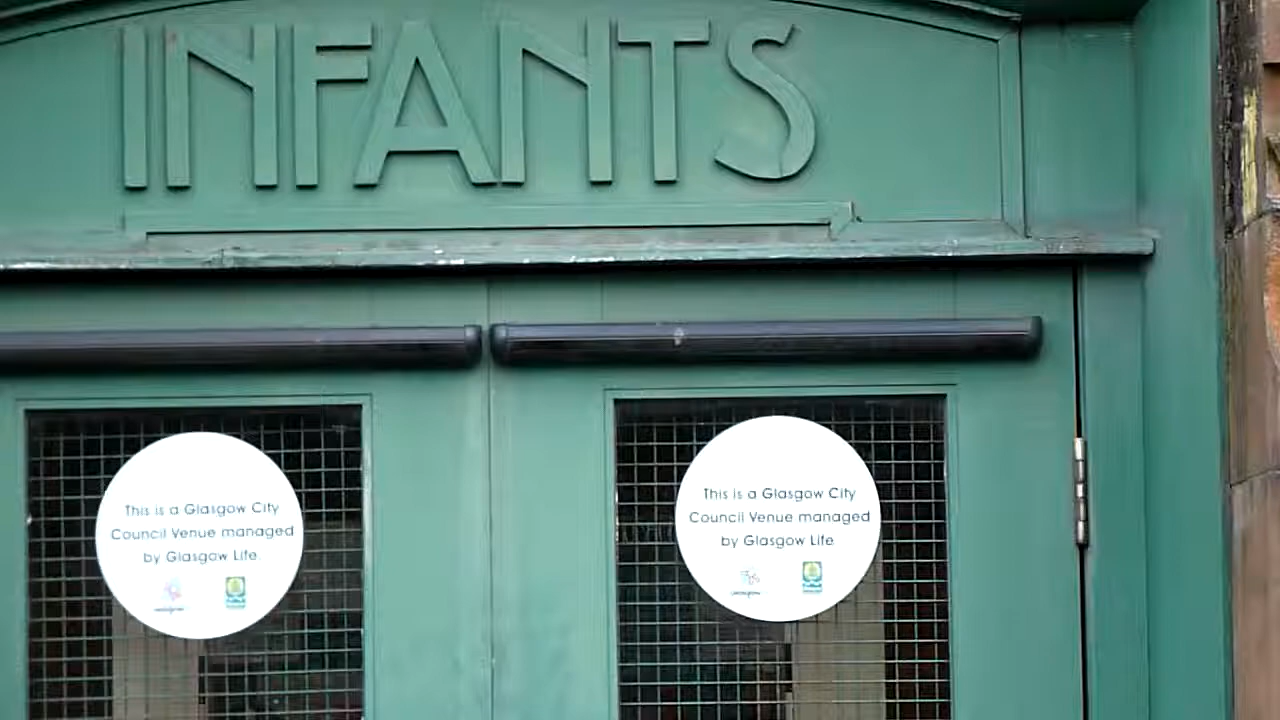 INFANTS
This is a Glasgow City
Council Venue managed
by Glasgow Life
This is a Glasgow City
Council Venue managed
by Glasgow Life